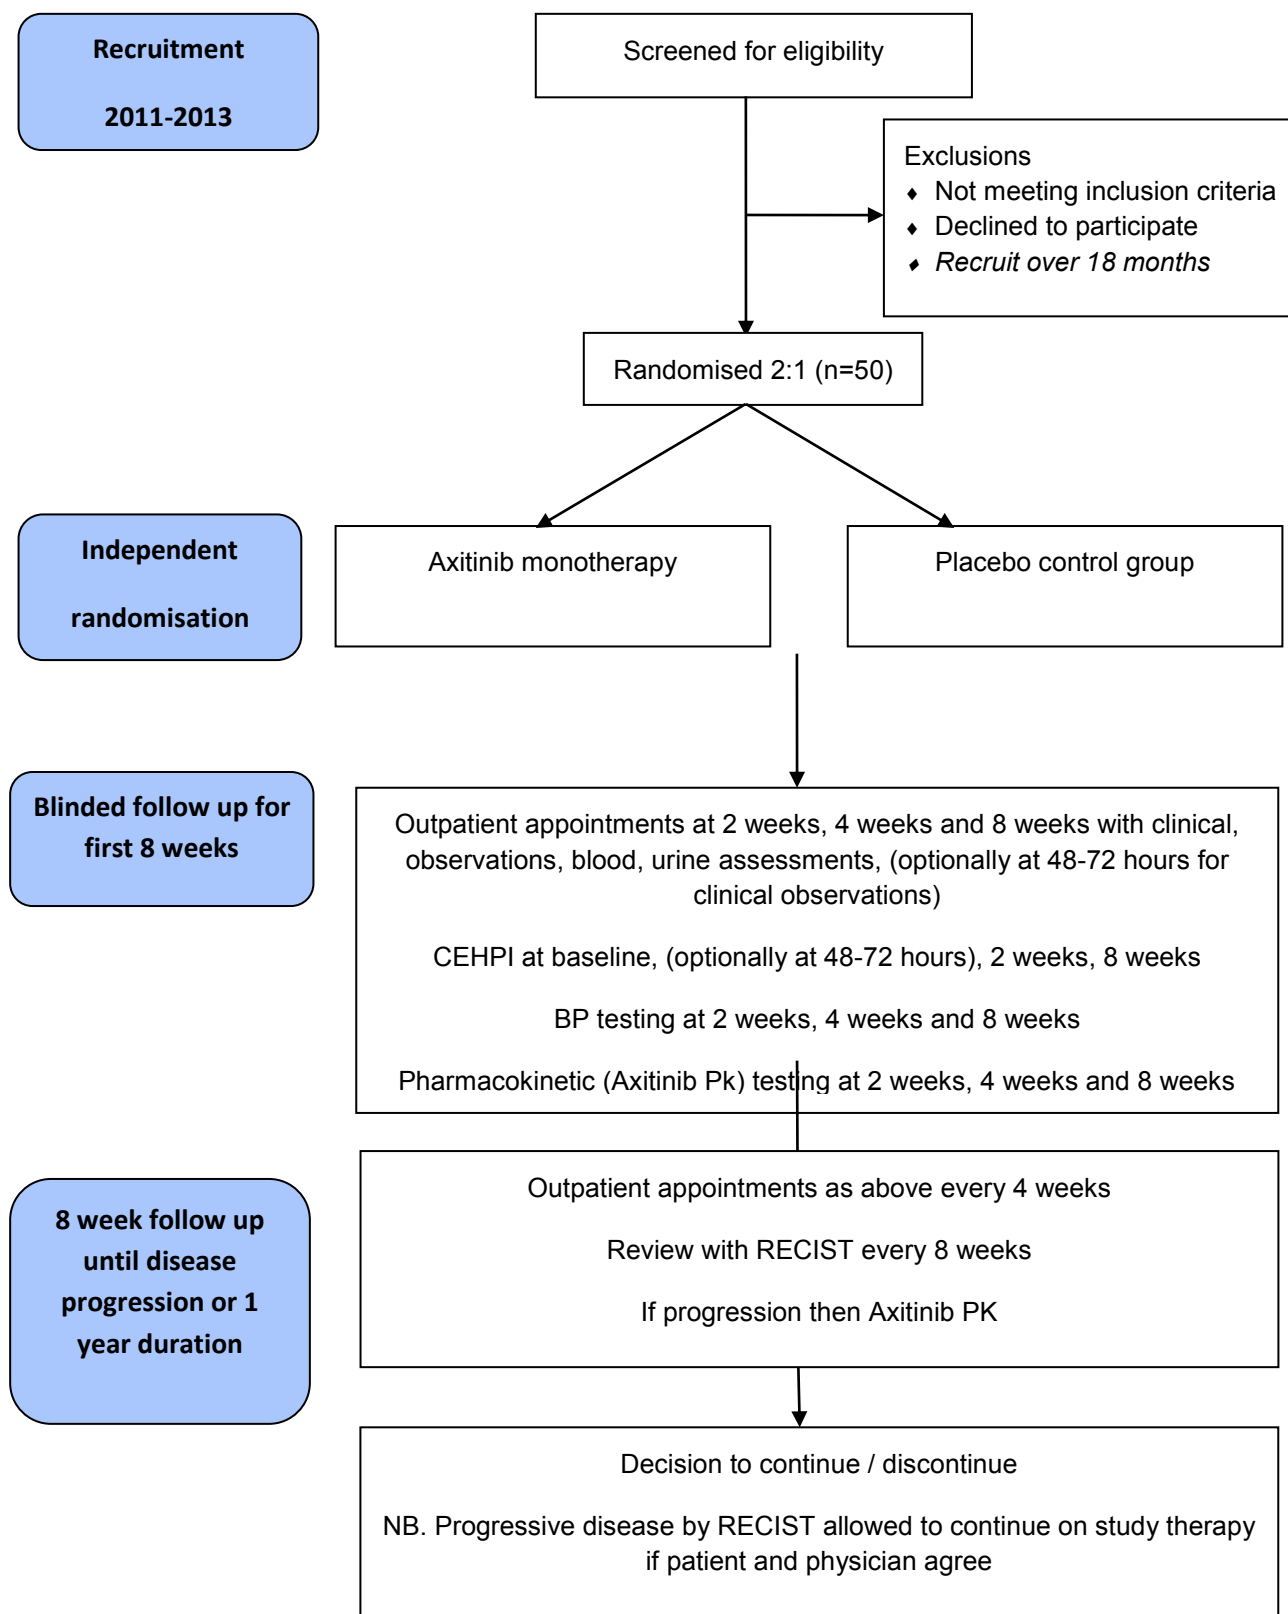 Recruitment
2011-2013
Screened for eligibility
Exclusions
♦ Not meeting inclusion criteria
♦ Declined to participate
♦ Recruit over 18 months
Randomised 2:1 (n=50)
Independent
randomisation
Axitinib monotherapy
Placebo control group
Blinded follow up for
first 8 weeks
Outpatient appointments at 2 weeks, 4 weeks and 8 weeks with clinical,
observations, blood, urine assessments, (optionally at 48-72 hours for
clinical observations)
CEHPI at baseline, (optionally at 48-72 hours), 2 weeks, 8 weeks
BP testing at 2 weeks, 4 weeks and 8 weeks
Pharmacokinetic (Axitinib Pk) testing at 2 weeks, 4 weeks and 8 weeks
8 week follow up
until disease
progression or 1
year duration
Outpatient appointments as above every 4 weeks
Review with RECIST every 8 weeks
If progression then Axitinib PK
Decision to continue / discontinue
NB. Progressive disease by RECIST allowed to continue on study therapy
if patient and physician agree